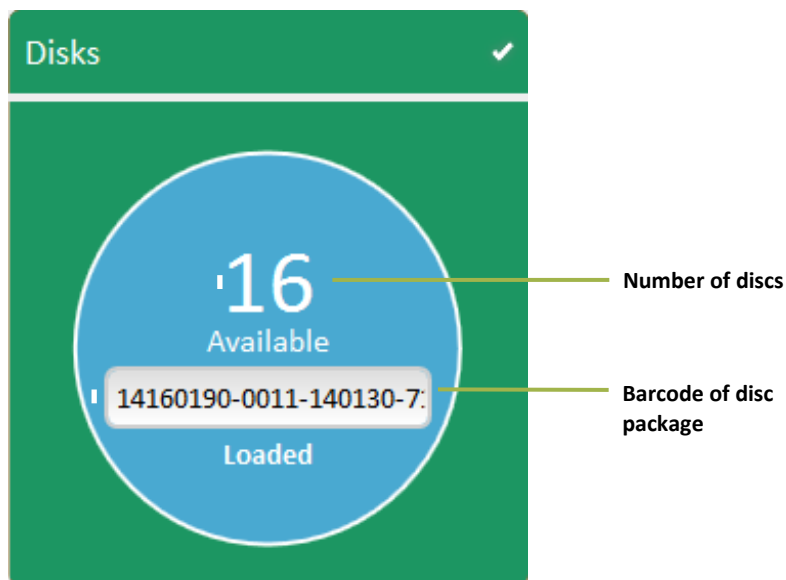 Disks
16
Number of discs
Available
14160190-0011-140130-7
Barcode of disc
package
Loaded